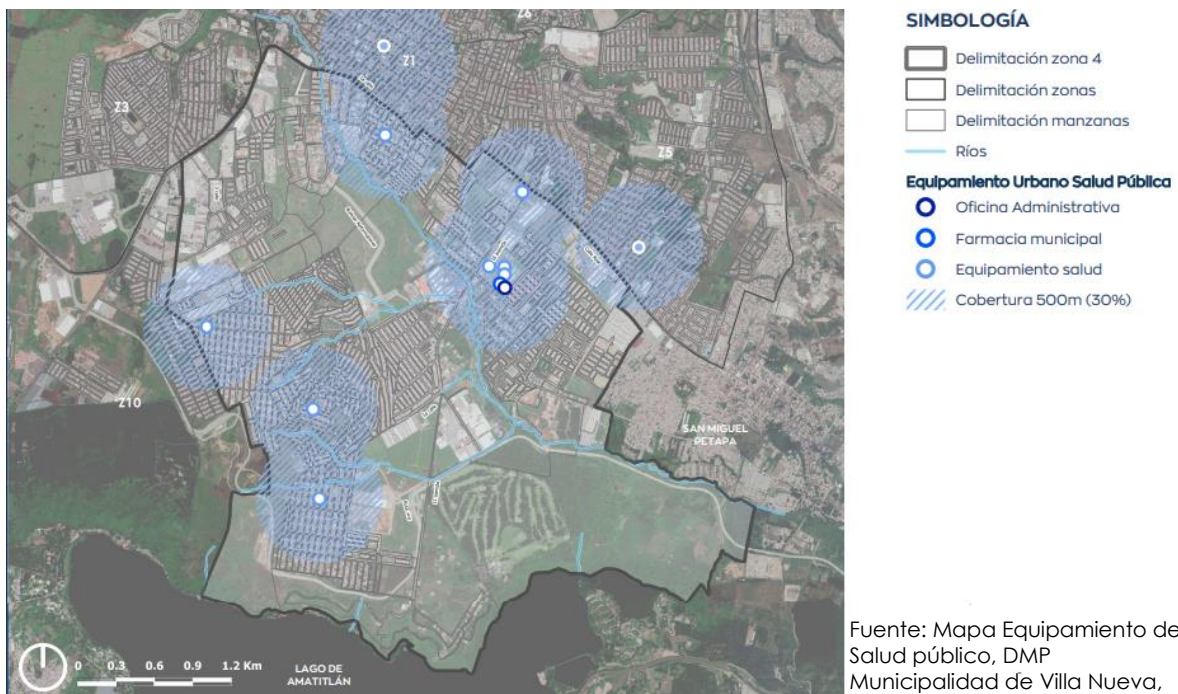 Z6
Z1
Z3
Z5
Z10
SAN MIGUEL
PETAPA
0 0.3 0.6 0.9 1.2 Km
LAGO DE
AMATITLÁN
SIMBOLOGÍA
Delimitación zona 4
Delimitación zonas
Delimitación manzanas
Ríos
Equipamiento Urbano Salud Pública
Oficina Administrativa
Farmacia municipal
Equipamiento salud
Cobertura 500m (30%)
Fuente: Mapa Equipamiento de
Salud público, DMP
Municipalidad de Villa Nueva,